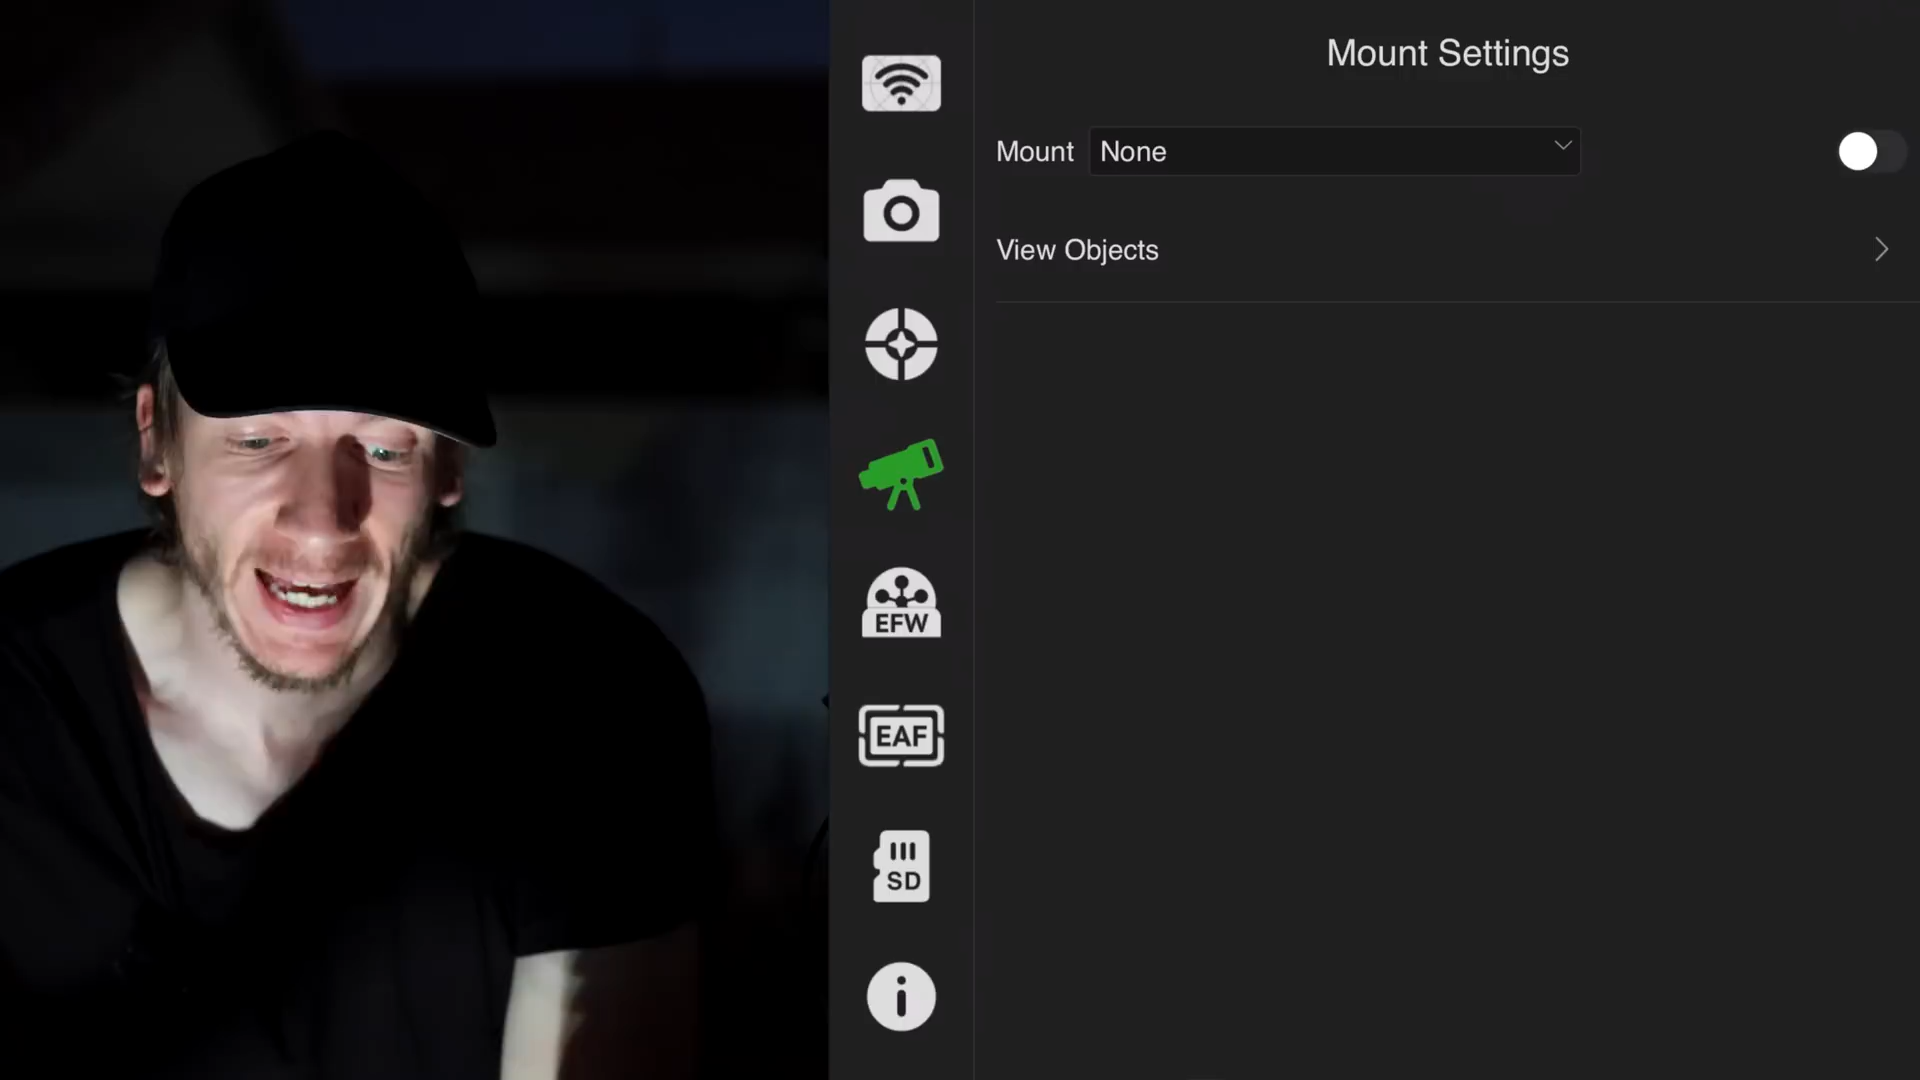 Mount Settings
Mount None
View Objects
EFW
EAF
SD